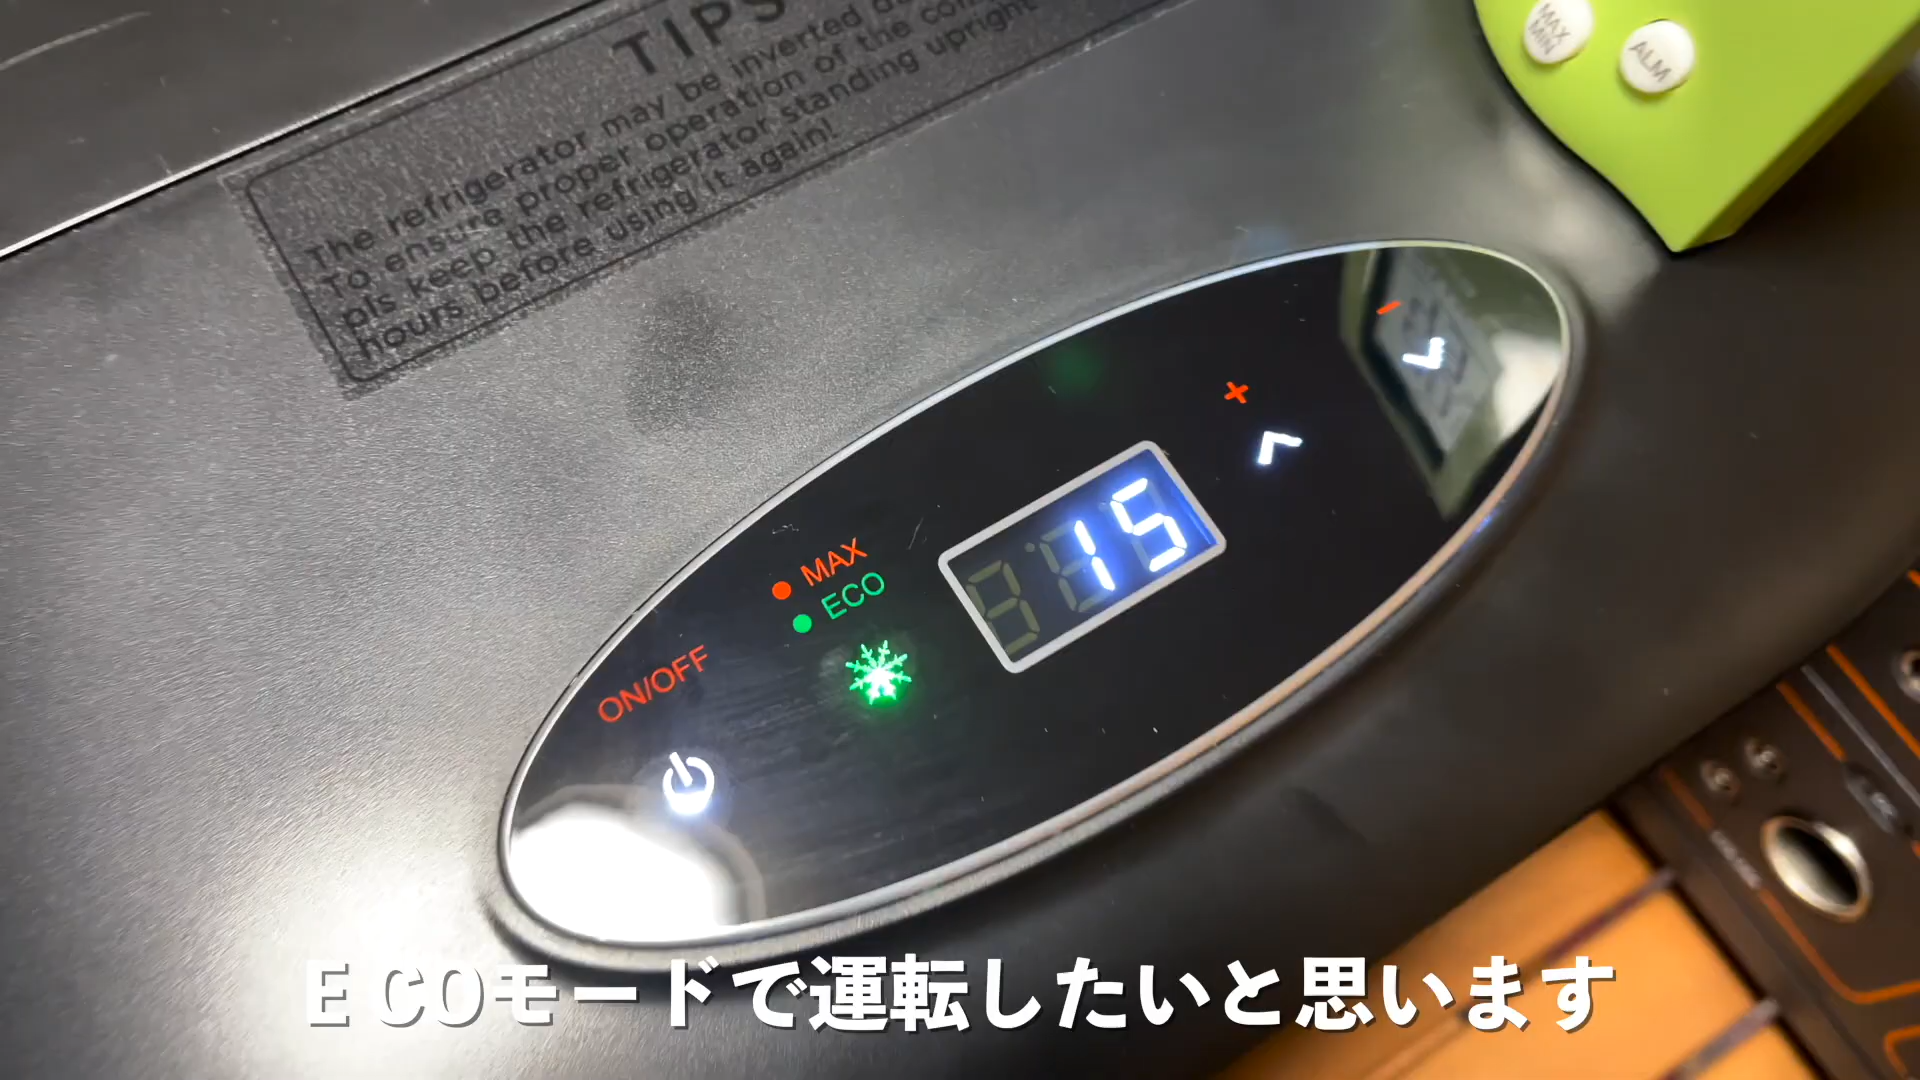 TIPS
The refrigerator may be inverted
To ensure proper operation of the
pls keep the refrigerator standing upright
hours before using it again!
MAX
MIN
ALM
MAX
ECO
ON/OFF
15
+
-
ECOモードで運転したいと思います